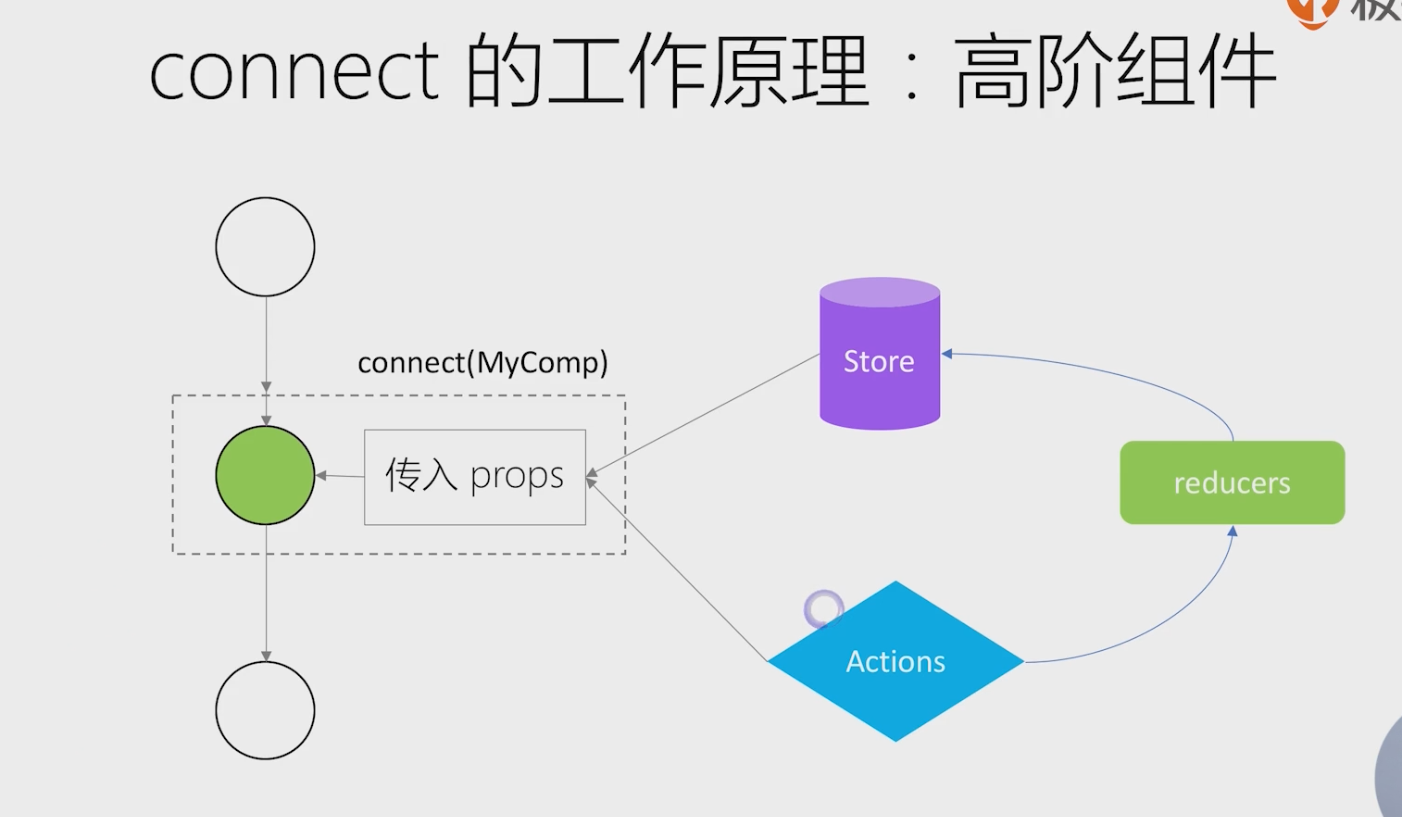 connect 的工作原理：高阶组件
connect(MyComp)
Store
传入 props
reducers
Actions